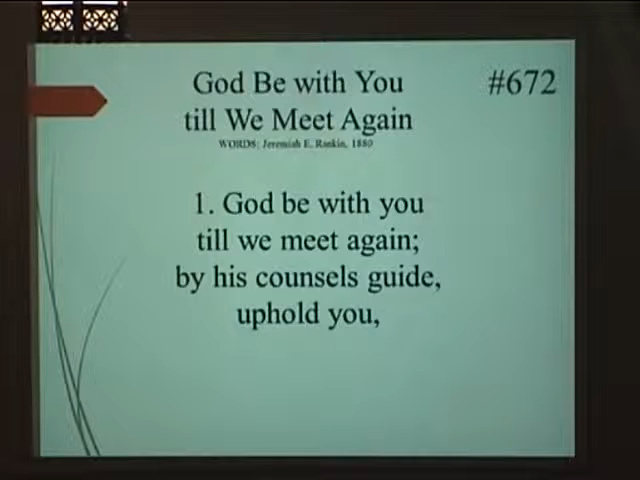 God Be with You
till We Meet Again
#672
WORDS: Jeremiah E. Rankin, 1880
1. God be with you
till we meet again;
by his counsels guide,
uphold you,